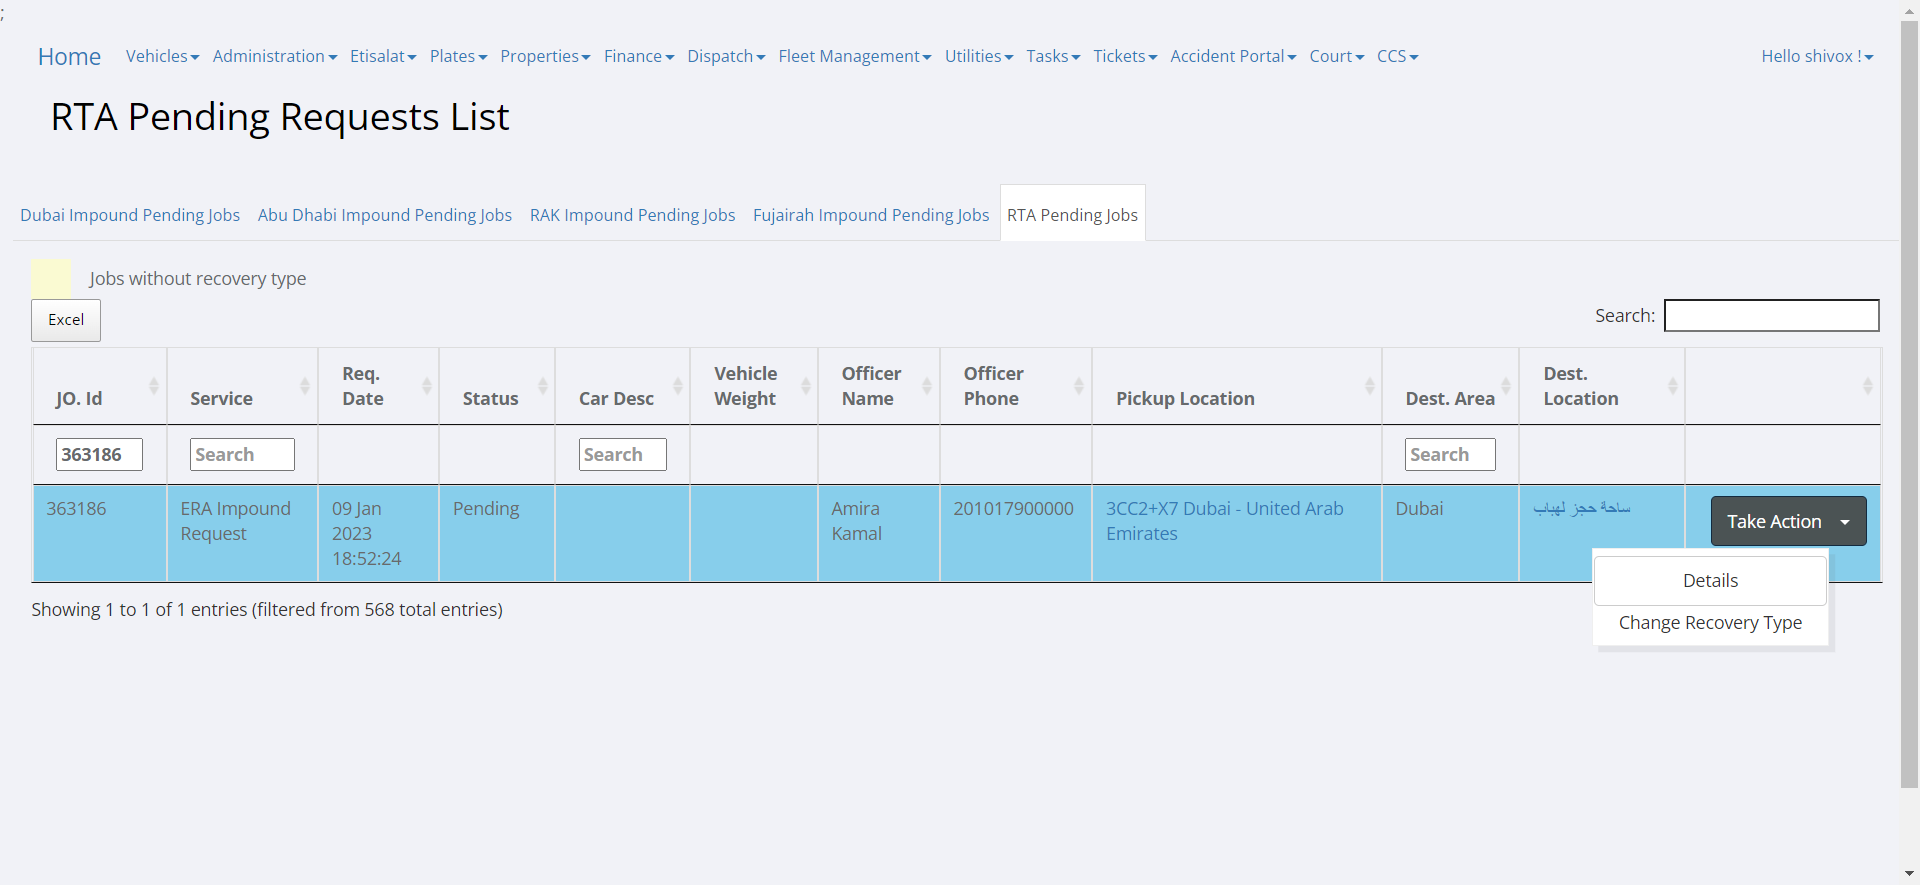 ;
Home Vehicles Administration Etisalat Plates Properties Finance Dispatch Fleet Management Utilities Tasks Tickets Accident Portal Court CCS Hello shivox !
RTA Pending Requests List
Dubai Impound Pending Jobs Abu Dhabi Impound Pending Jobs RAK Impound Pending Jobs Fujairah Impound Pending Jobs RTA Pending Jobs
Jobs without recovery type
Excel
Search:
JO. Id
Service
Req.
Date
Status
Car Desc
Vehicle
Weight
Officer
Name
Officer
Phone
Pickup Location
Dest. Area
Dest.
Location
363186 Search Search Search
363186
ERA Impound
Request
09 Jan
2023
18:52:24
Pending
Amira
Kamal
201017900000
3CC2+X7 Dubai - United Arab
Emirates
Dubai
ساحة حجز لهباب
Take Action
Details
Change Recovery Type
Showing 1 to 1 of 1 entries (filtered from 568 total entries)